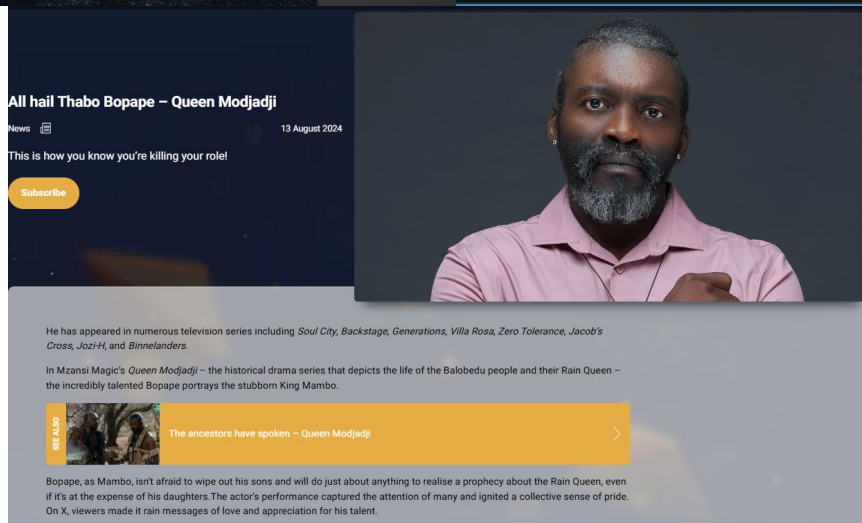 All hail Thabo Bopape – Queen Modjadji
News
13 August 2024
This is how you know you're killing your role!
Subscribe
He has appeared in numerous television series including Soul City, Backstage, Generations, Villa Rosa, Zero Tolerance, Jacob's
Cross, Jozi-H, and Binnelanders.
In Mzansi Magic's Queen Modjadji – the historical drama series that depicts the life of the Balobedu people and their Rain Queen –
the incredibly talented Bopape portrays the stubborn King Mambo.
SEE ALSO
The ancestors have spoken – Queen Modjadji
Bopape, as Mambo, isn't afraid to wipe out his sons and will do just about anything to realise a prophecy about the Rain Queen, even
if it's at the expense of his daughters.The actor's performance captured the attention of many and ignited a collective sense of pride.
On X, viewers made it rain messages of love and appreciation for his talent.